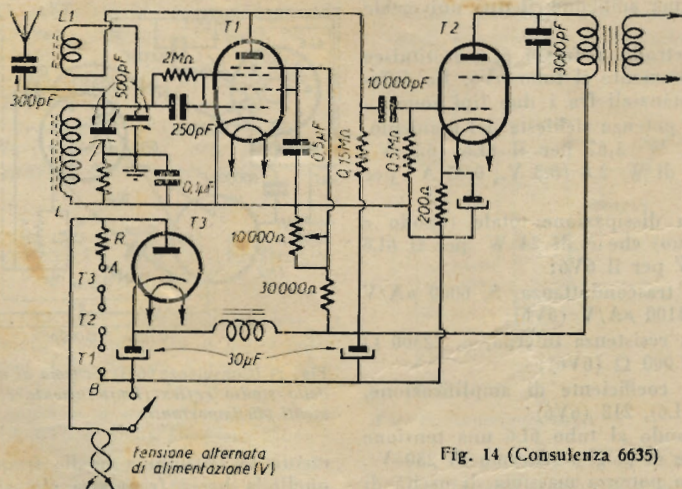 L1
T1
T2
2MΩ
300pF
500pF
250pF
10000pF
3000pF
0,5μF
0,15MΩ
0,5MΩ
0,1μF
200Ω
L
T3
10000Ω
R
A
T3
30000Ω
T2
30μF
T1
B
tensione alternata
di alimentazione (V)
Fig. 14 (Consulenza 6635)